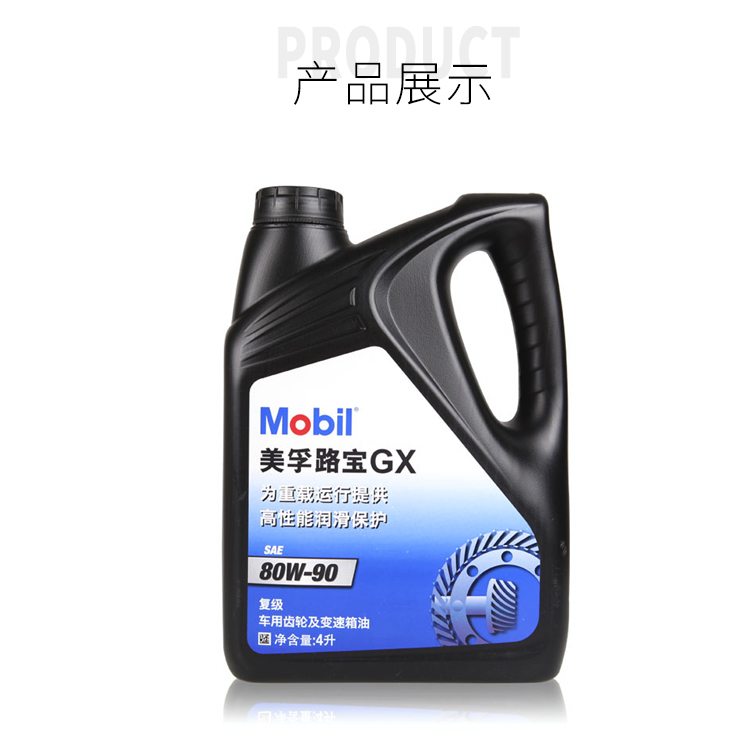 PRODUCT
产品展示
Mobil®
美孚路宝GX
为重载运行提供
高性能润滑保护
SAE
80W-90
复级
车用齿轮及变速箱油
净含量:4升